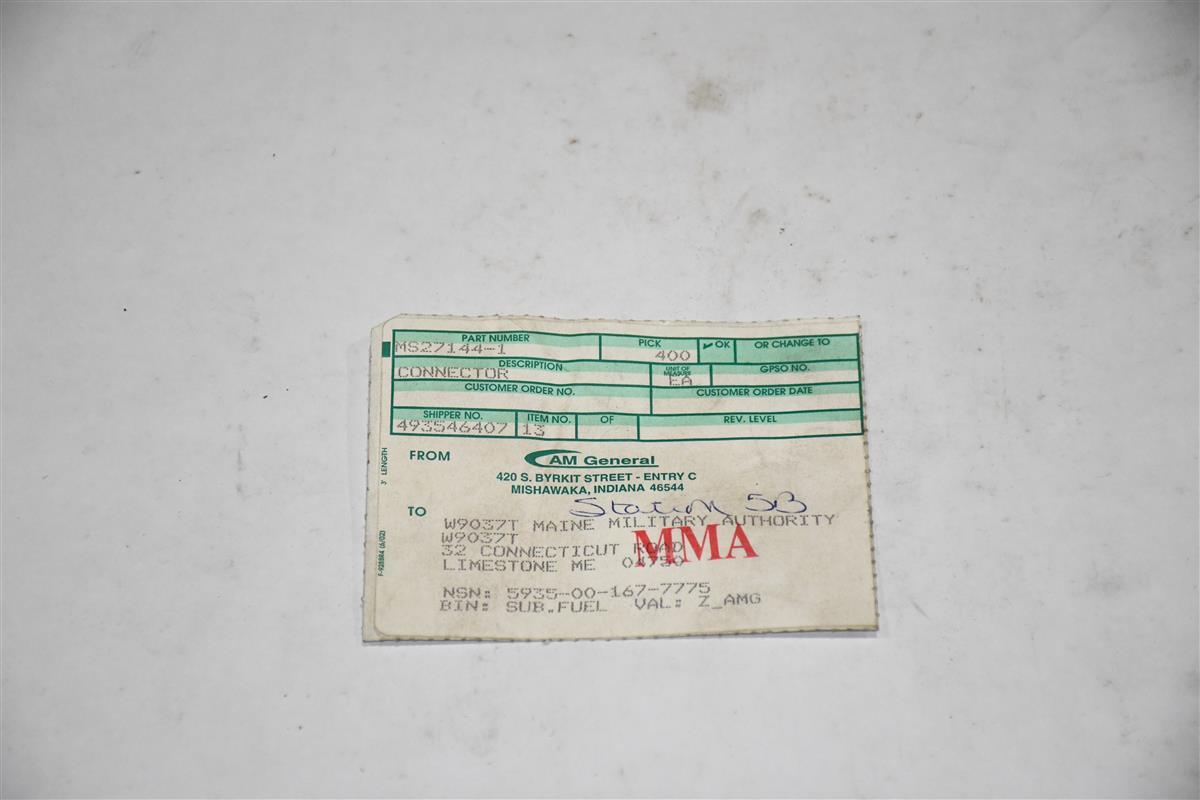 PART NUMBER PICK ✓ OK OR CHANGE TO
MS27144-1 400
DESCRIPTION UNIT OF MEASURE GPSO NO.
CONNECTOR EA
CUSTOMER ORDER NO. CUSTOMER ORDER DATE
SHIPPER NO. ITEM NO. OF REV. LEVEL
493546407 13
3" LENGTH
FROM AM General
420 S. BYRKIT STREET - ENTRY C
MISHAWAKA, INDIANA 46544
Station 5B
TO W9037T MAINE MILITARY AUTHORITY
W9037T
32 CONNECTICUT ROAD
MMA
LIMESTONE ME 04750
NSN: 5935-00-167-7775
BIN: SUB.FUEL VAL: Z_AMG